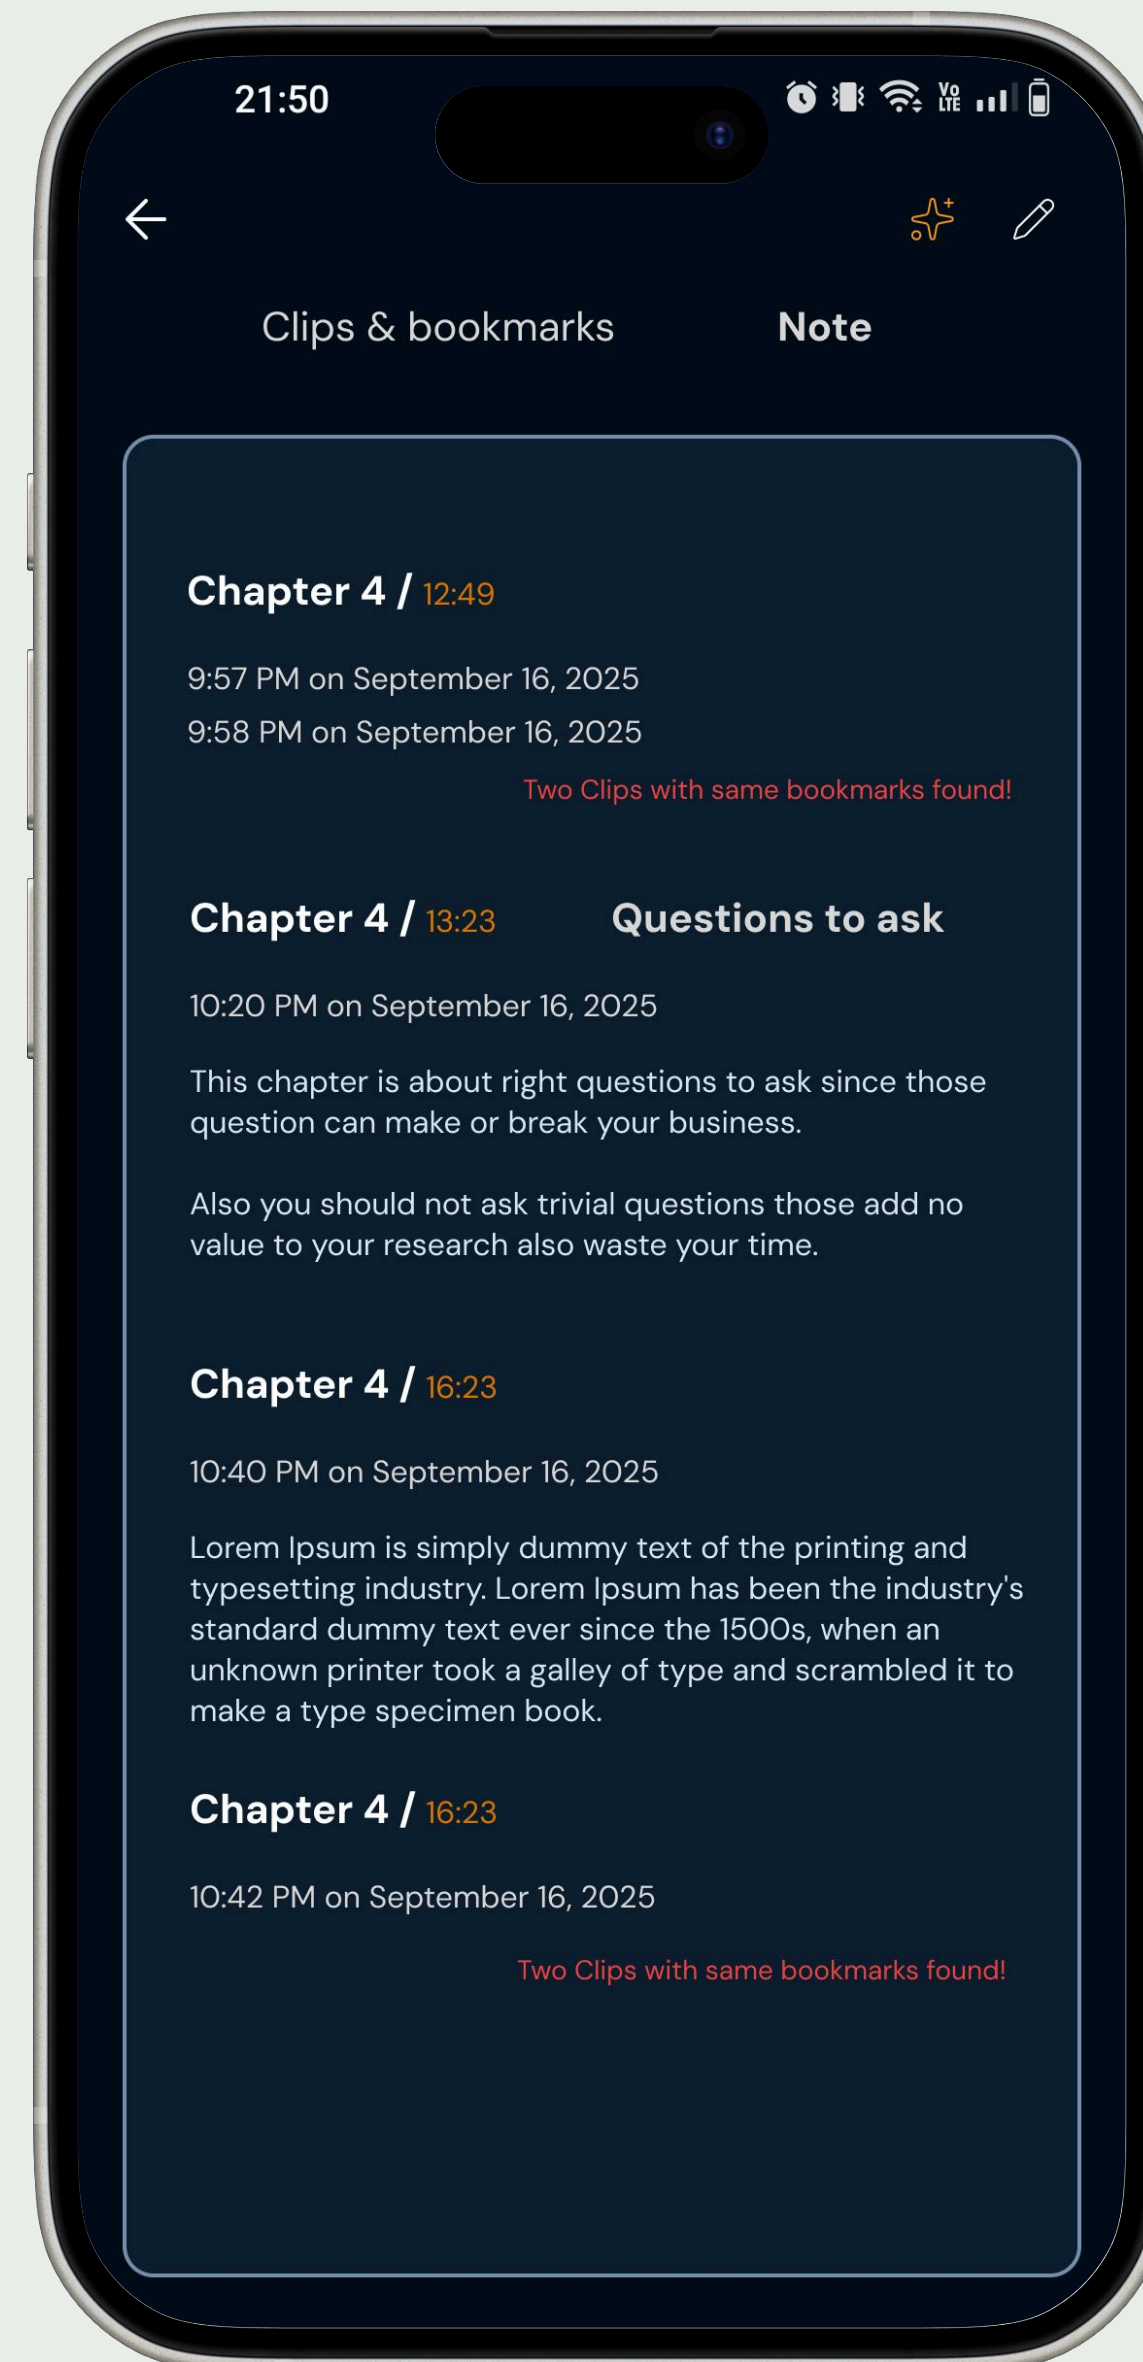 21:50
Vo
LTE
Clips & bookmarks
Note
Chapter 4 / 12:49
9:57 PM on September 16, 2025
9:58 PM on September 16, 2025
Two Clips with same bookmarks found!
Chapter 4 / 13:23
Questions to ask
10:20 PM on September 16, 2025
This chapter is about right questions to ask since those
question can make or break your business.
Also you should not ask trivial questions those add no
value to your research also waste your time.
Chapter 4 / 16:23
10:40 PM on September 16, 2025
Lorem Ipsum is simply dummy text of the printing and
typesetting industry. Lorem Ipsum has been the industry's
standard dummy text ever since the 1500s, when an
unknown printer took a galley of type and scrambled it to
make a type specimen book.
Chapter 4 / 16:23
10:42 PM on September 16, 2025
Two Clips with same bookmarks found!